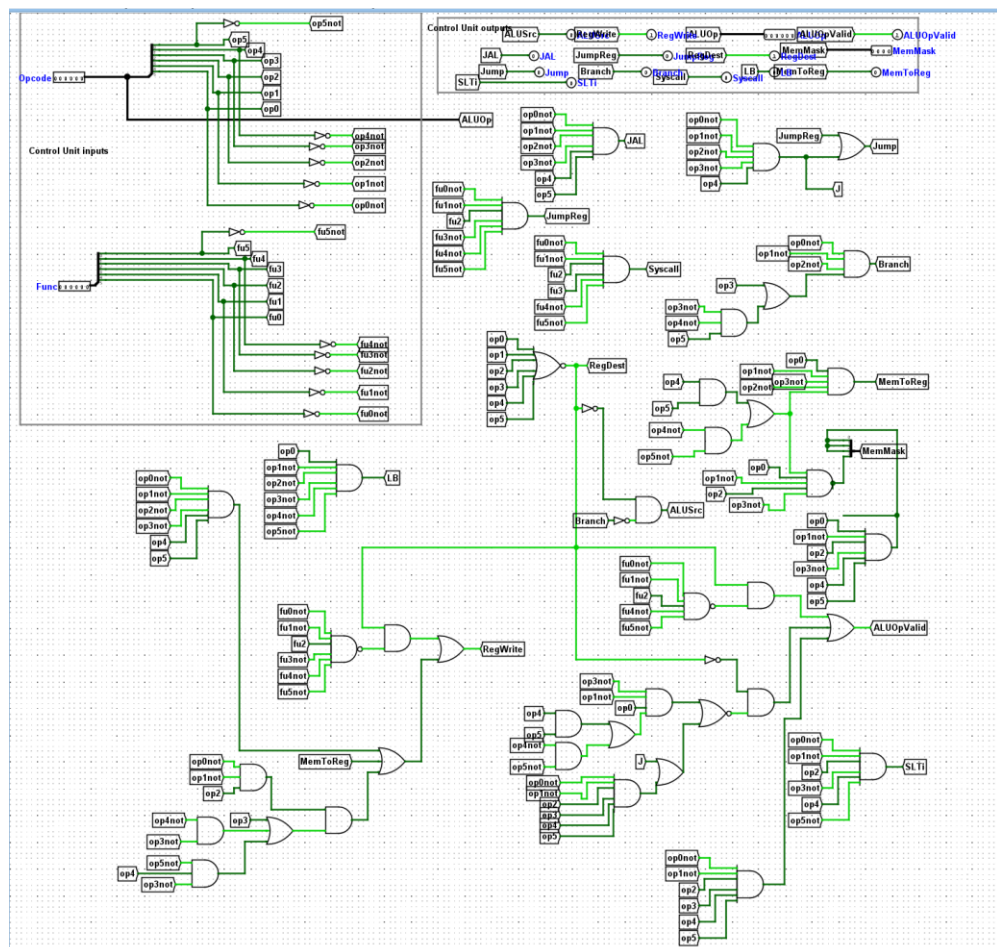 op5not
op5
op4
op3
op2
op1
op0
Opcode
ALUOp
op4not
op3not
op2not
op1not
op0not
Control Unit inputs
fu5not
fu5
fu4
fu3
fu2
fu1
fu0
Func
fu4not
fu3not
fu2not
fu1not
fu0not
Control Unit outputs
ALUSrc
RegWrite
RegWrite
ALUOp
ALUOpValid
ALUOpValid
JAL
JAL
JumpReg
JumpReg
RegDest
RegDest
MemMask
MemMask
Jump
Jump
Branch
Branch
Syscall
Syscall
LB
MemToReg
MemToReg
SLTi
SLTi
op0not
op1not
op2not
op3not
op4
op5
JAL
JumpReg
op0not
op1not
op2not
op3not
op4
Jump
J
fu0not
fu1not
fu2
fu3not
fu4not
fu5not
JumpReg
fu0not
fu1not
fu2
fu3
fu4not
fu5not
Syscall
op0not
op1not
op2not
Branch
op3
op3not
op4not
op5
op0
op1
op2
op3
op4
op5
RegDest
op0
op1not
op2not
op3not
MemToReg
op4
op5
op4not
op5not
MemMask
op0
op1not
op2
op3not
Branch
ALUSrc
op0
op1not
op2not
op3not
op4not
op5not
LB
op0not
op1not
op2not
op3not
op4
op5
op0
op1not
op2
op3not
op4
op5
fu0not
fu1not
fu2
fu4not
fu5not
ALUOpValid
fu0not
fu1not
fu2
fu3not
fu4not
fu5not
RegWrite
op3not
op1not
op0
op4
op5
op4not
op5not
J
op0not
op1not
op2
op3
op4
op5
MemToReg
op0not
op1not
op2
op4not
op3
op3not
op5not
op4
op3not
op0not
op1not
op2
op3not
op4
op5not
SLTi
op0not
op1not
op2
op3
op4
op5